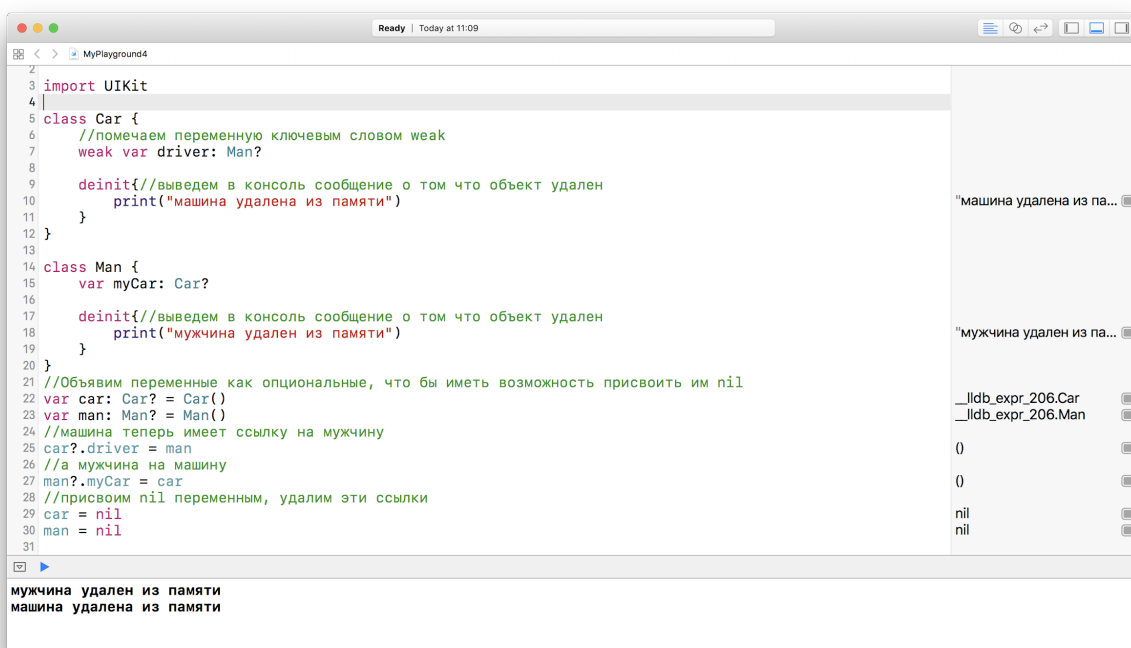 Ready | Today at 11:09
MyPlayground4
2
3 import UIKit
4
5 class Car {
6 //помечаем переменную ключевым словом weak
7 weak var driver: Man?
8
9 deinit{//выведем в консоль сообщение о том что объект удален
10 print("машина удалена из памяти") "машина удалена из па...
11 }
12 }
13
14 class Man {
15 var myCar: Car?
16
17 deinit{//выведем в консоль сообщение о том что объект удален
18 print("мужчина удален из памяти") "мужчина удален из па...
19 }
20 }
21 //Объявим переменные как опциональные, что бы иметь возможность присвоить им nil
22 var car: Car? = Car() __lldb_expr_206.Car
23 var man: Man? = Man() __lldb_expr_206.Man
24 //машина теперь имеет ссылку на мужчину
25 car?.driver = man ()
26 //а мужчина на машину
27 man?.myCar = car ()
28 //присвоим nil переменным, удалим эти ссылки
29 car = nil nil
30 man = nil nil
31
мужчина удален из памяти
машина удалена из памяти